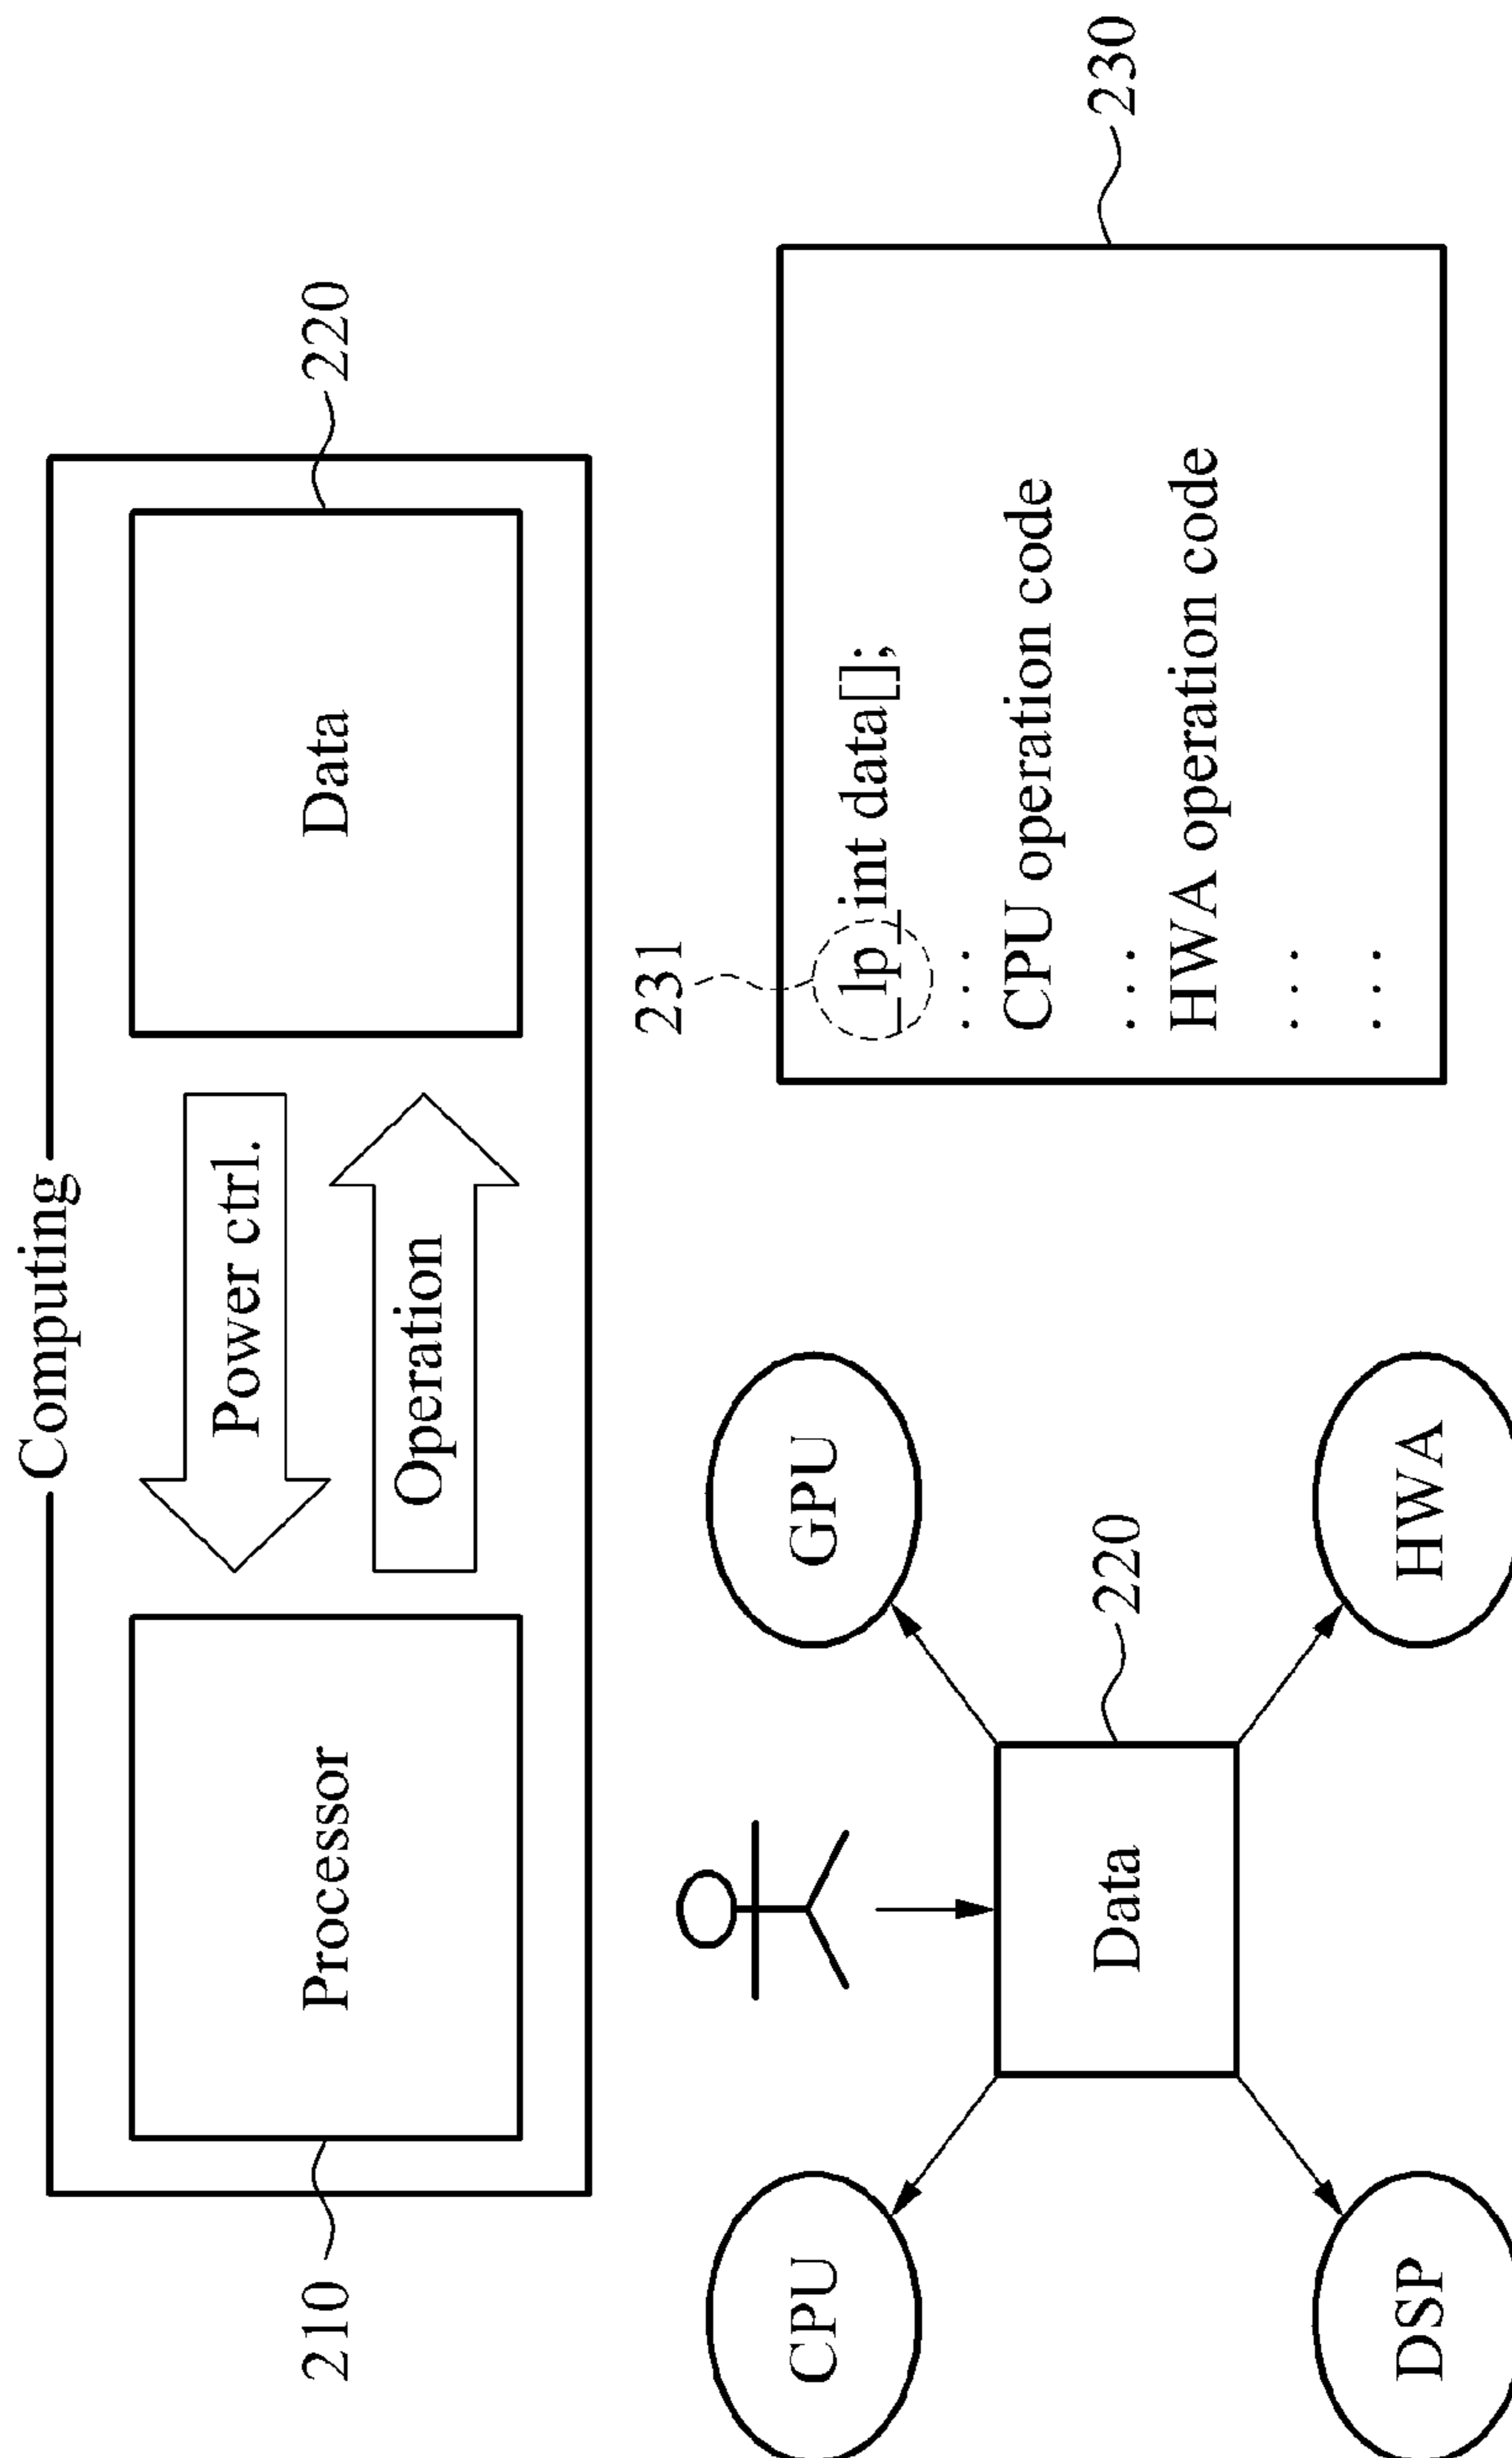 Computing
210
Processor
Power ctrl.
Operation
Data
220
CPU
GPU
Data
220
DSP
HWA
231
__lp_int data[];
⋮
CPU operation code
⋮
HWA operation code
⋮
⋮
230